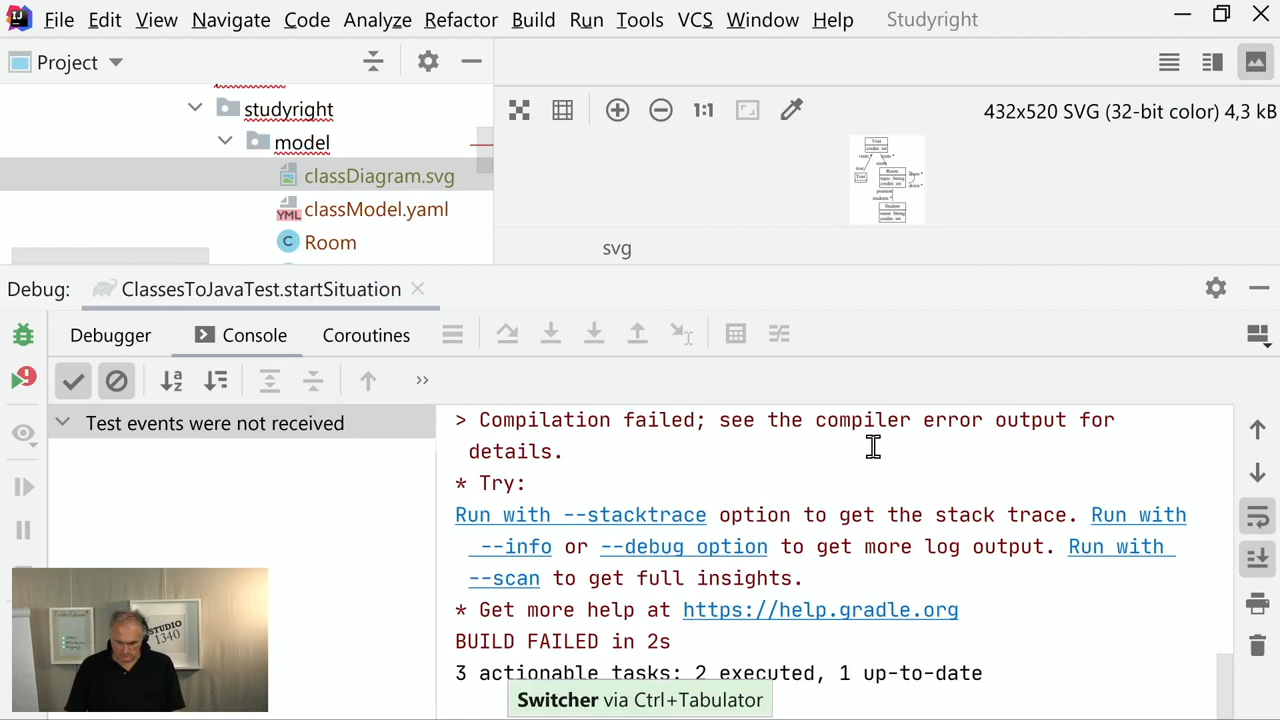 File Edit View Navigate Code Analyze Refactor Build Run Tools VCS Window Help Studyright
Project
432x520 SVG (32-bit color) 4,3 kB
studyright
model
classDiagram.svg
YML classModel.yaml
C Room
svg
Debug: ClassesToJavaTest.startSituation
Debugger Console Coroutines
Test events were not received
> Compilation failed; see the compiler error output for
details.
* Try:
Run with --stacktrace option to get the stack trace. Run with
--info or --debug option to get more log output. Run with
--scan to get full insights.
* Get more help at https://help.gradle.org
BUILD FAILED in 2s
3 actionable tasks: 2 executed, 1 up-to-date
Switcher via Ctrl+Tabulator
STUDIO
1340